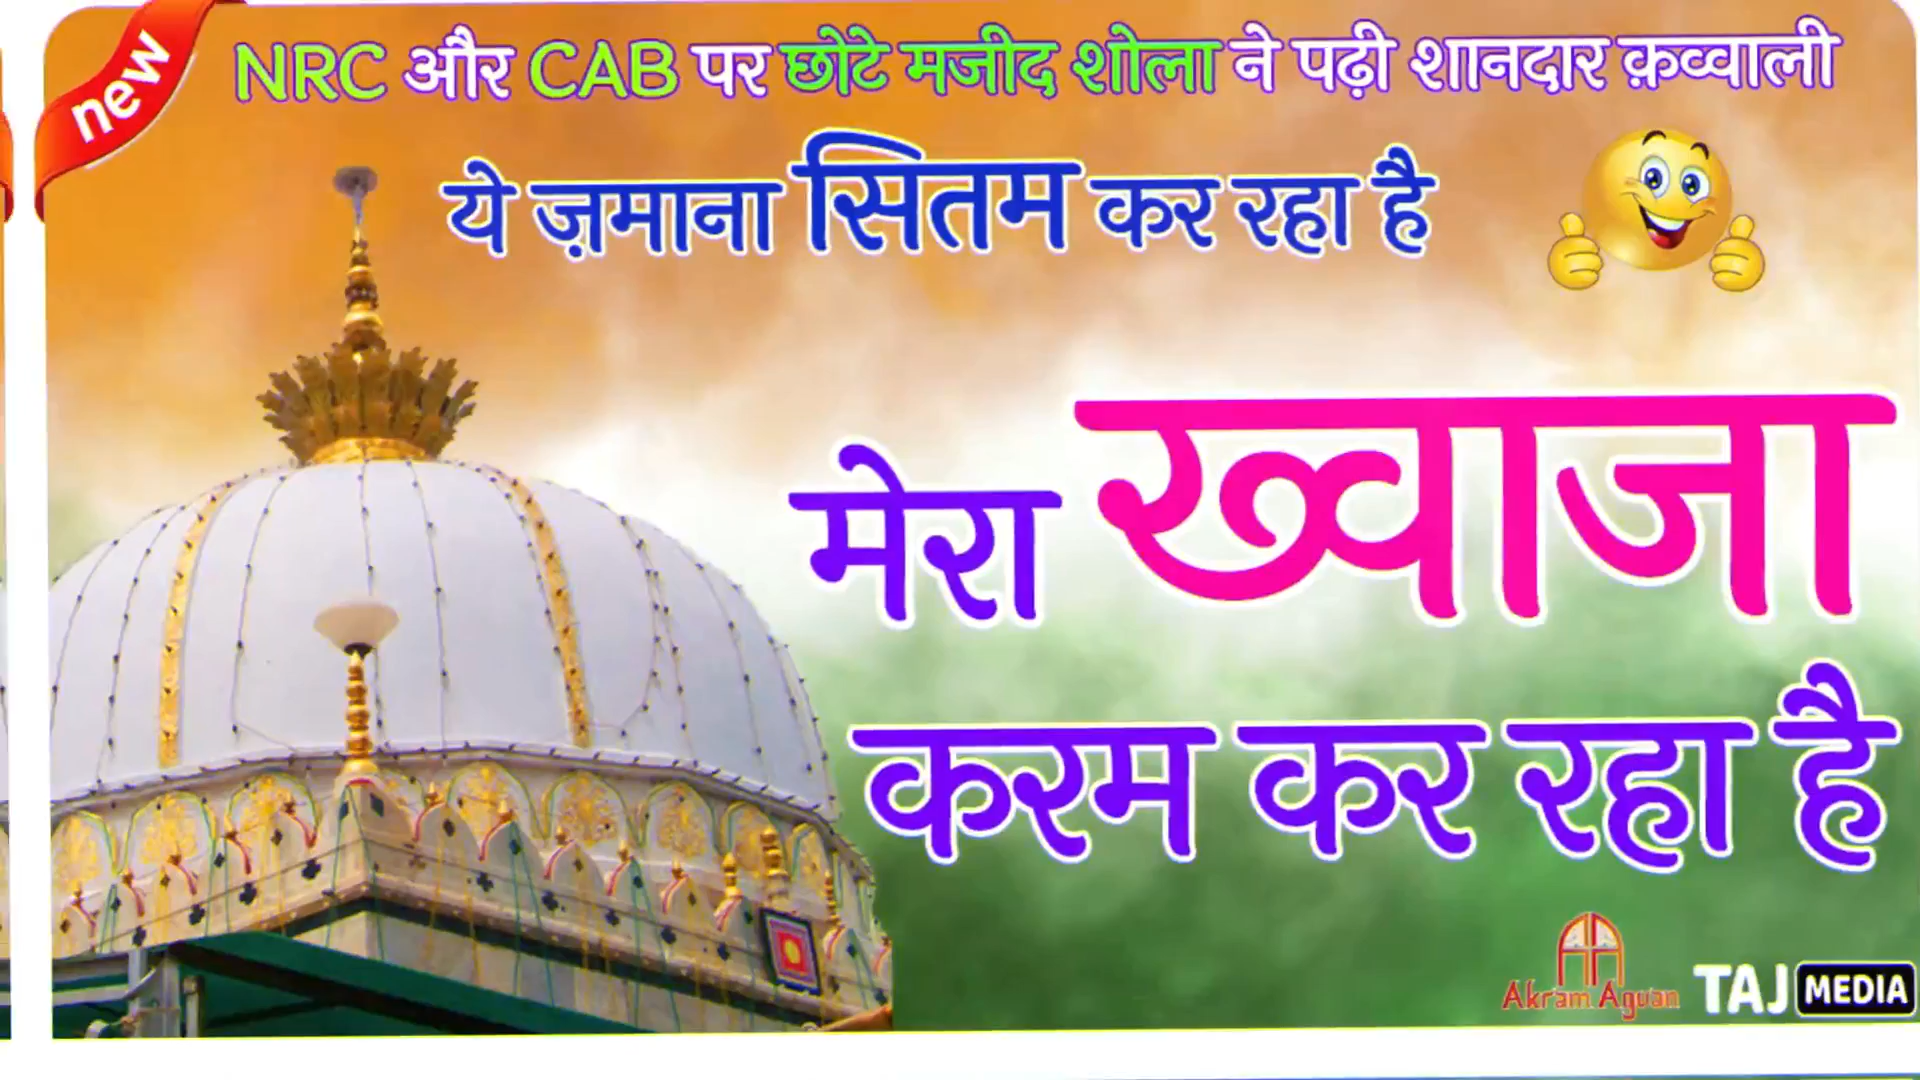 new
NRC और CAB पर छोटे मजीद शोला ने पढ़ी शानदार क़व्वाली
ये ज़माना सितम कर रहा है
मेरा ख्वाजा
करम कर रहा है
Akram Aguan
TAJ MEDIA